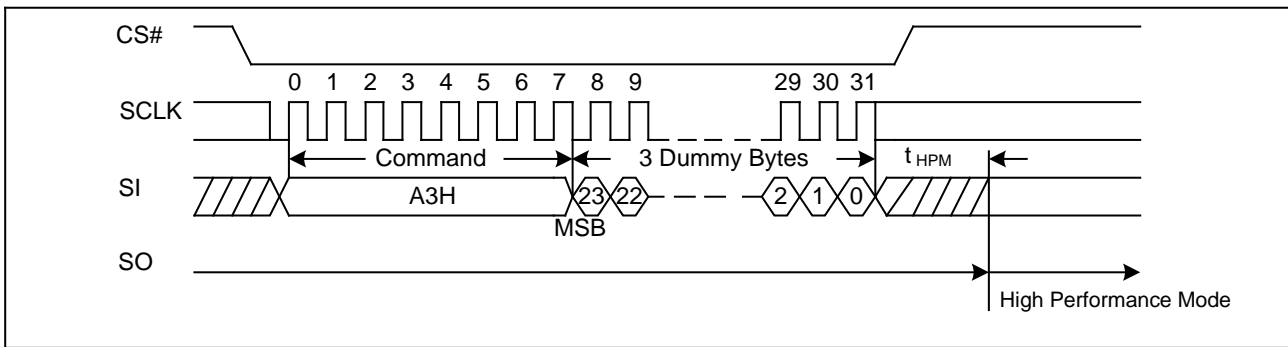 CS#
0 1 2 3 4 5 6 7 8 9 29 30 31
SCLK
Command 3 Dummy Bytes t HPM
SI A3H 23 22 2 1 0
MSB
SO
High Performance Mode